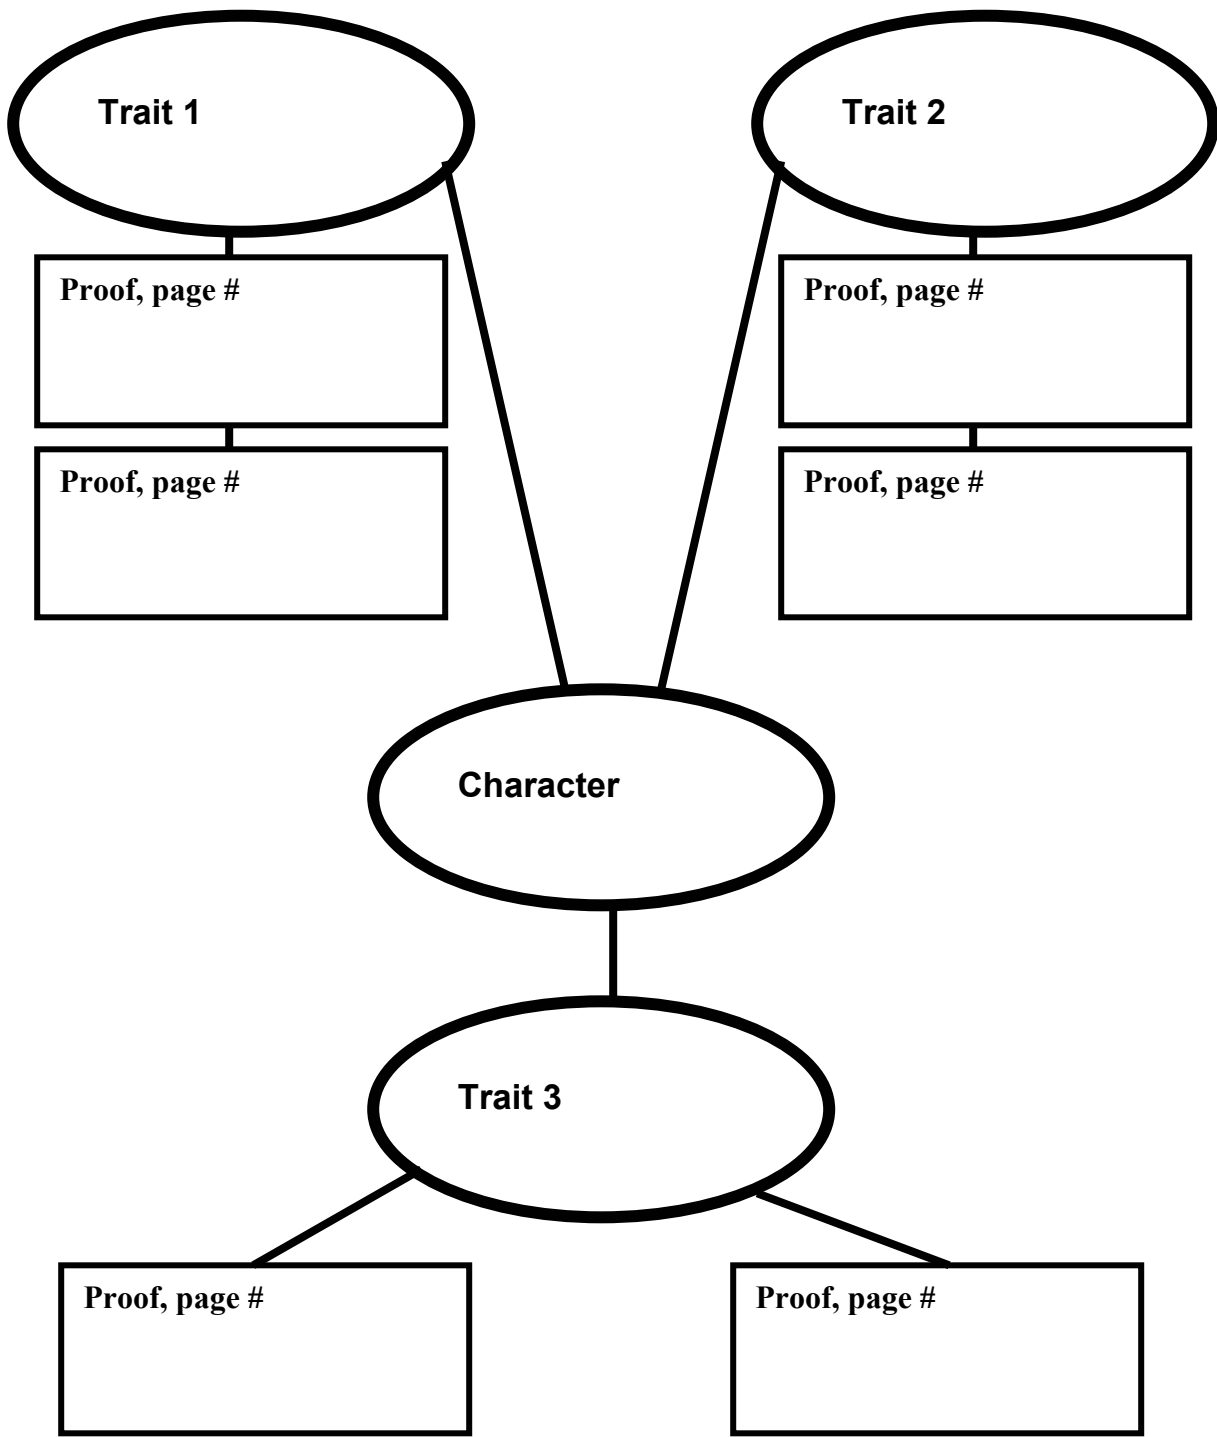 Trait 1
Trait 2
Proof, page #
Proof, page #
Proof, page #
Proof, page #
Character
Trait 3
Proof, page #
Proof, page #